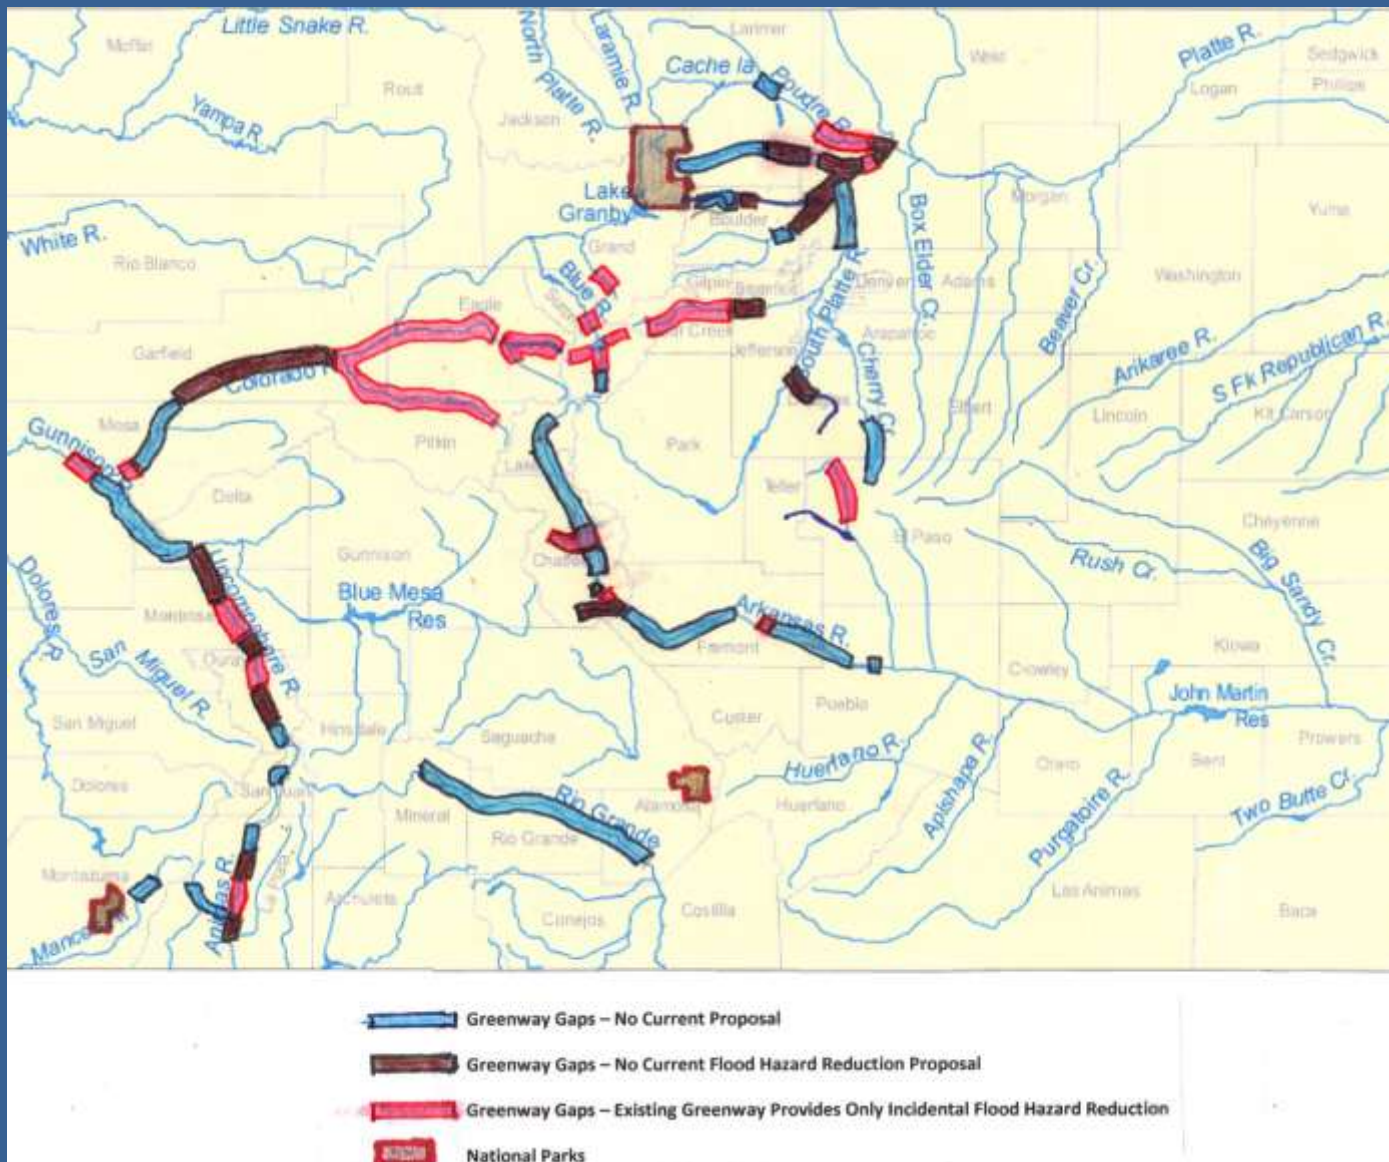 Little Snake R.
Laramie R.
North Platte R.
Larimer
Weld
Platte R.
Sedgwick
Moffat
Routt
Cache la Poudre R.
Logan
Phillips
Yampa R.
Jackson
Lake Granby
Boulder
Morgan
Yuma
White R.
Rio Blanco
Grand
Box Elder Cr.
Blue R.
Gilpin
Denver
Adams
Washington
Eagle
Beaver Cr.
South Platte R.
Arapahoe
Garfield
Jefferson
Arikaree R.
S Fk Republican R.
Colorado
Cherry Cr.
Elbert
Lincoln
Kit Carson
Mesa
Gunnison
Pitkin
Park
Lake
Teller
Delta
El Paso
Cheyenne
Gunnison
Rush Cr.
Big Sandy Cr.
Dolores R.
Uncompahgre R.
Blue Mesa Res
Montrose
Arkansas R.
Fremont
Kiowa
San Miguel R.
Ouray
Crowley
John Martin Res
San Miguel
Hinsdale
Saguache
Custer
Pueblo
Prowers
Huerfano R.
Otero
Bent
Dolores
San Juan
Mineral
Rio Grande
Alamosa
Huerfano
Apishapa R.
Purgatoire R.
Two Butte Cr
Rio Grande
Montezuma
Animas R.
Archuleta
Conejos
Costilla
Las Animas
Baca
Greenway Gaps – No Current Proposal
Greenway Gaps – No Current Flood Hazard Reduction Proposal
Greenway Gaps – Existing Greenway Provides Only Incidental Flood Hazard Reduction
National Parks